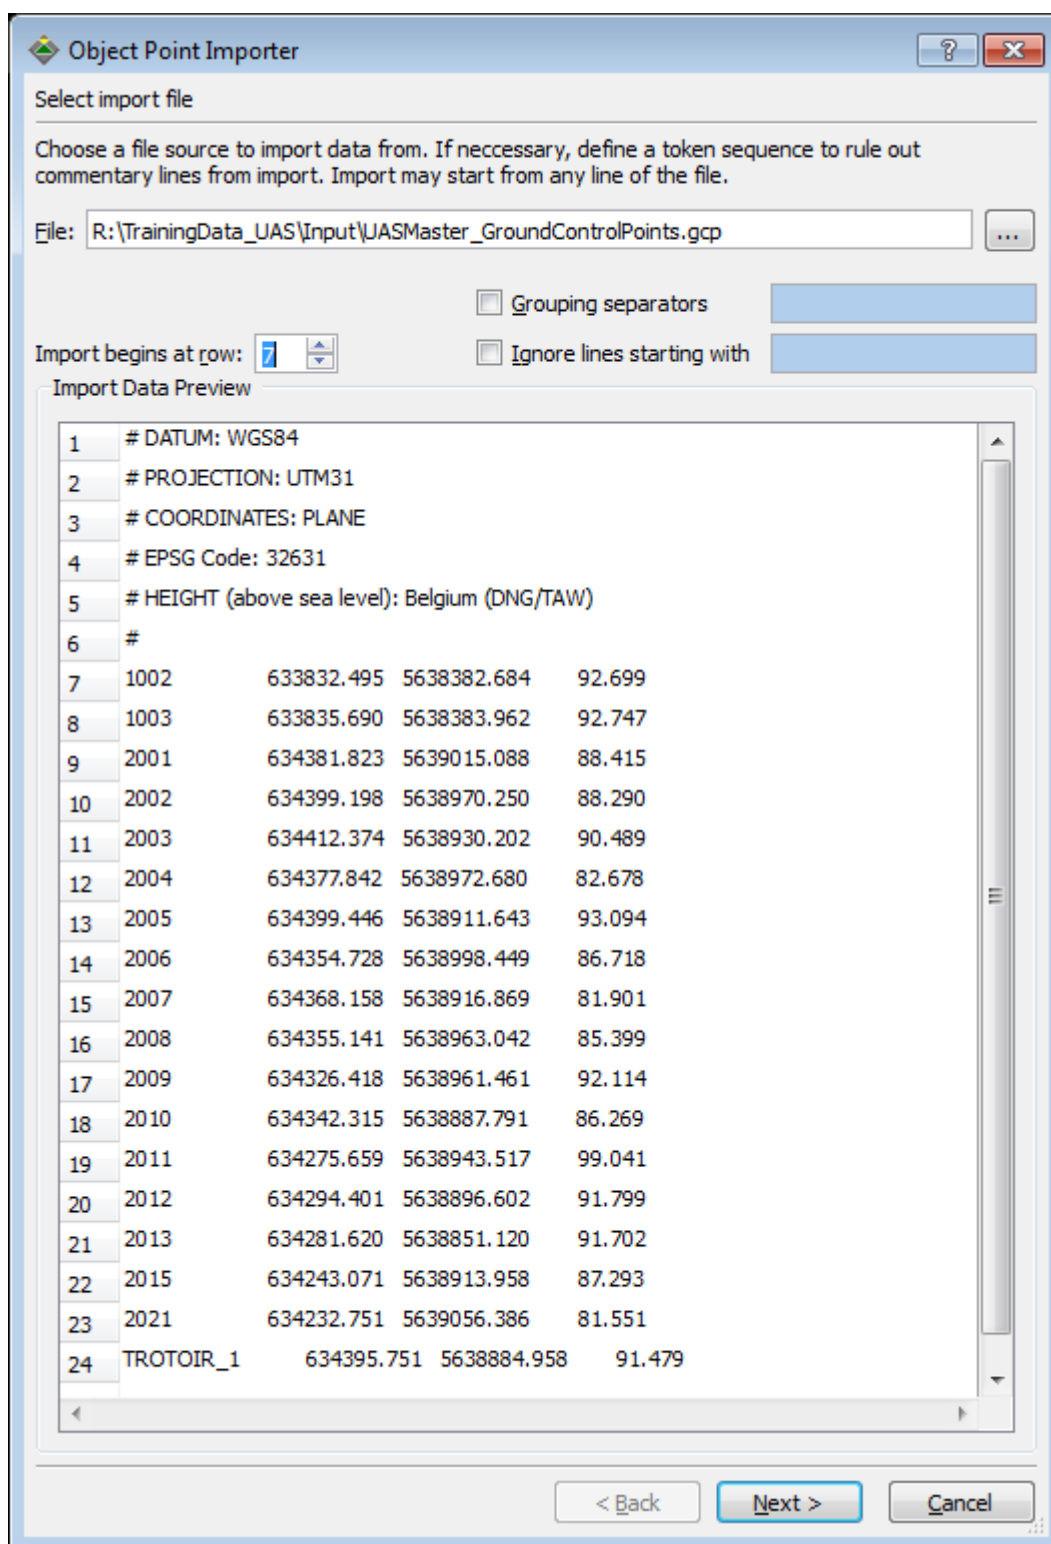 Object Point Importer
Select import file
Choose a file source to import data from. If neccessary, define a token sequence to rule out
commentary lines from import. Import may start from any line of the file.
File: R:\TrainingData_UAS\Input\UASMaster_GroundControlPoints.gcp ...
Grouping separators
Import begins at row: 7 Ignore lines starting with
Import Data Preview
1 # DATUM: WGS84
2 # PROJECTION: UTM31
3 # COORDINATES: PLANE
4 # EPSG Code: 32631
5 # HEIGHT (above sea level): Belgium (DNG/TAW)
6 #
7 1002 633832.495 5638382.684 92.699
8 1003 633835.690 5638383.962 92.747
9 2001 634381.823 5639015.088 88.415
10 2002 634399.198 5638970.250 88.290
11 2003 634412.374 5638930.202 90.489
12 2004 634377.842 5638972.680 82.678
13 2005 634399.446 5638911.643 93.094
14 2006 634354.728 5638998.449 86.718
15 2007 634368.158 5638916.869 81.901
16 2008 634355.141 5638963.042 85.399
17 2009 634326.418 5638961.461 92.114
18 2010 634342.315 5638887.791 86.269
19 2011 634275.659 5638943.517 99.041
20 2012 634294.401 5638896.602 91.799
21 2013 634281.620 5638851.120 91.702
22 2015 634243.071 5638913.958 87.293
23 2021 634232.751 5639056.386 81.551
24 TROTOIR_1 634395.751 5638884.958 91.479
< Back Next > Cancel